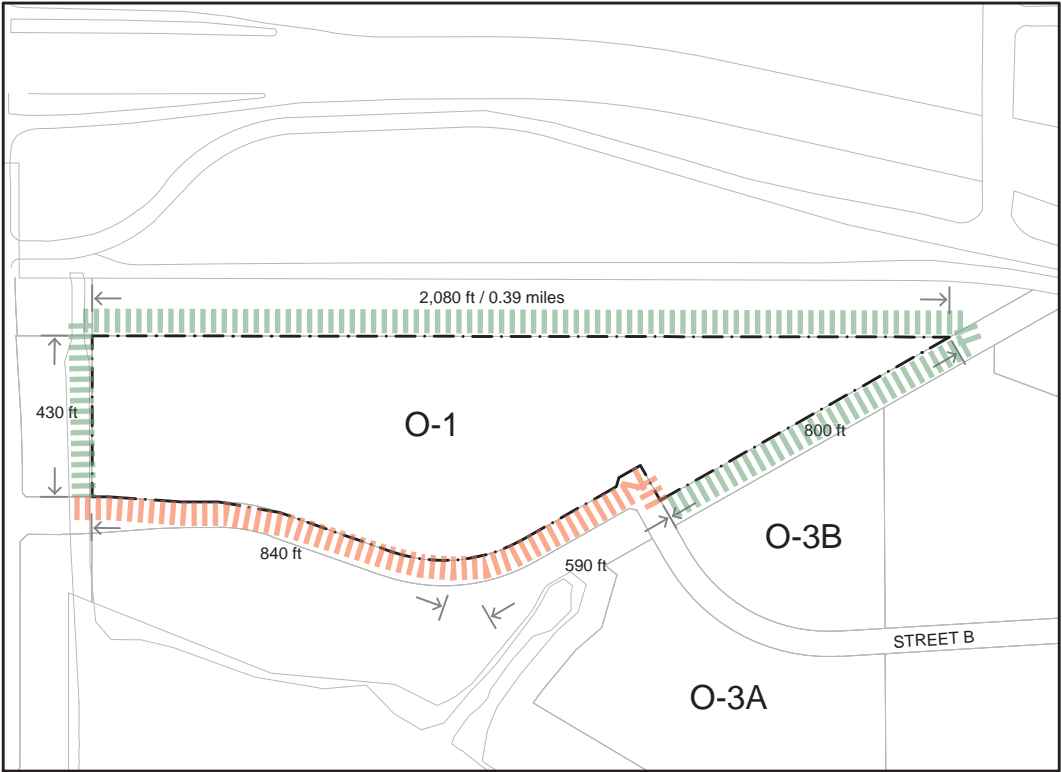 2,080 ft / 0.39 miles
430 ft
O-1
800 ft
O-3B
840 ft
590 ft
STREET B
O-3A